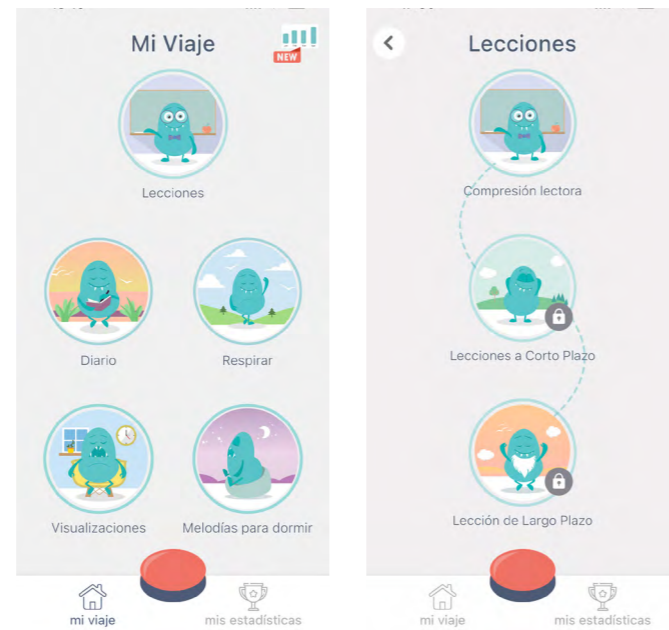 Mi Viaje
NEW
Lecciones
Diario
Respirar
Visualizaciones
Melodías para dormir
mi viaje
mis estadísticas
Lecciones
Compresión lectora
Lecciones a Corto Plazo
Lección de Largo Plazo
mi viaje
mis estadísticas